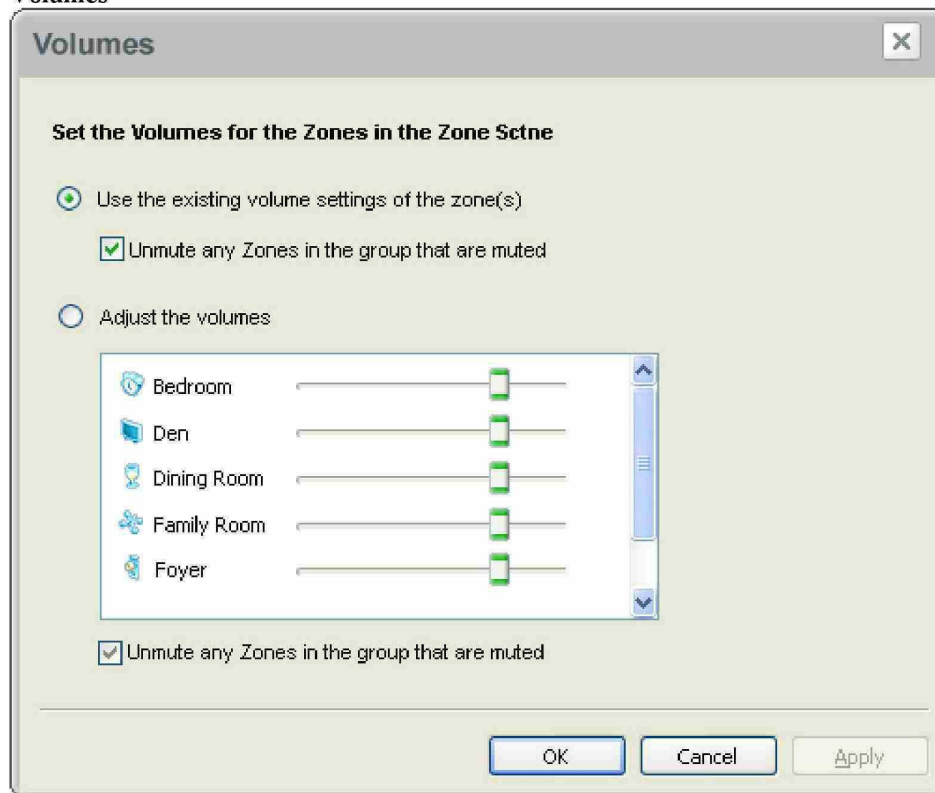 Volumes
Volumes
Set the Volumes for the Zones in the Zone Sctne
Use the existing volume settings of the zone(s)
Unmute any Zones in the group that are muted
Adjust the volumes
Bedroom
Den
Dining Room
Family Room
Foyer
Unmute any Zones in the group that are muted
OK Cancel Apply